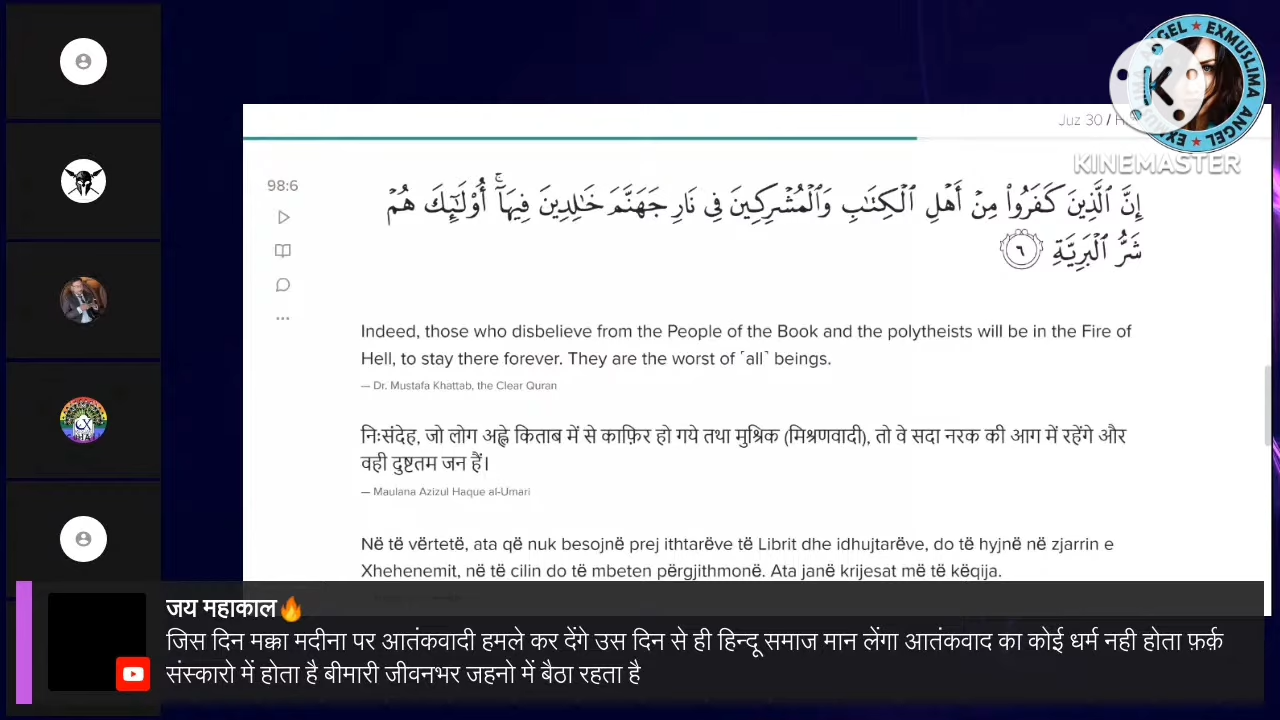 ANGEL ★ EXMUSLIMA ANGEL ★
K
KINEMASTER
Juz 30 /
98:6
إِنَّ ٱلَّذِينَ كَفَرُوا۟ مِنْ أَهْلِ ٱلْكِتَـٰبِ وَٱلْمُشْرِكِينَ فِى نَارِ جَهَنَّمَ خَـٰلِدِينَ فِيهَآ ۚ أُو۟لَـٰٓئِكَ هُمْ
شَرُّ ٱلْبَرِيَّةِ ٦
Indeed, those who disbelieve from the People of the Book and the polytheists will be in the Fire of
Hell, to stay there forever. They are the worst of ˹all˺ beings.
— Dr. Mustafa Khattab, the Clear Quran
निःसंदेह, जो लोग अह्ले किताब में से काफ़िर हो गये तथा मुश्रिक (मिश्रणवादी), तो वे सदा नरक की आग में रहेंगे और
वही दुष्टतम जन हैं।
— Maulana Azizul Haque al-Umari
Në të vërtetë, ata që nuk besojnë prej ithtarëve të Librit dhe idhujtarëve, do të hyjnë në zjarrin e
Xhehenemit, në të cilin do të mbeten përgjithmonë. Ata janë krijesat më të këqija.
जय महाकाल🔥
जिस दिन मक्का मदीना पर आतंकवादी हमले कर देंगे उस दिन से ही हिन्दू समाज मान लेंगा आतंकवाद का कोई धर्म नही होता फ़र्क़
संस्कारो में होता है बीमारी जीवनभर जहनो में बैठा रहता है